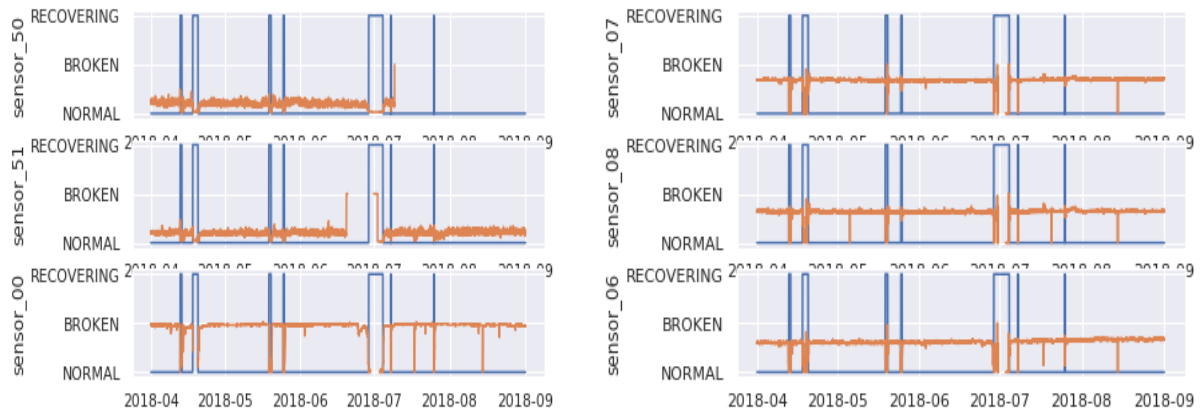 sensor_50
RECOVERING
BROKEN
NORMAL
sensor_51
RECOVERING
BROKEN
NORMAL
sensor_00
RECOVERING
BROKEN
NORMAL
2018-04 2018-05 2018-06 2018-07 2018-08 2018-09
sensor_07
RECOVERING
BROKEN
NORMAL
sensor_08
RECOVERING
BROKEN
NORMAL
sensor_06
RECOVERING
BROKEN
NORMAL
2018-04 2018-05 2018-06 2018-07 2018-08 2018-09